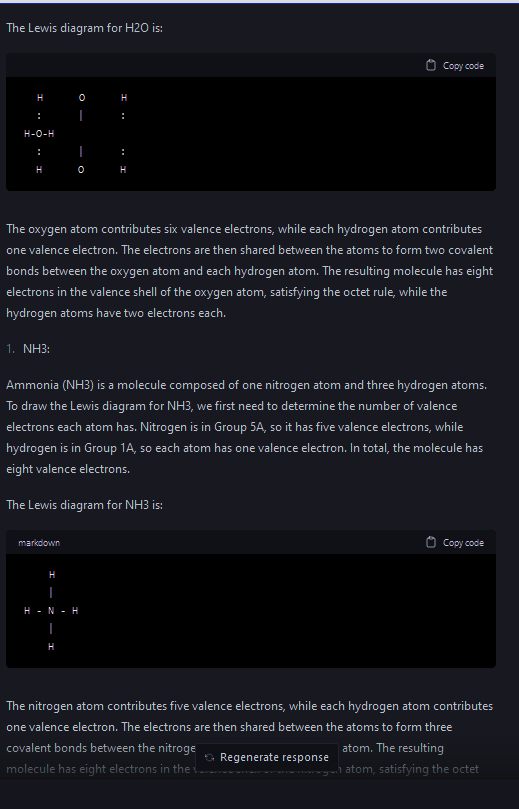 The Lewis diagram for H2O is:
Copy code
H O H
: | :
H-O-H
: | :
H O H
The oxygen atom contributes six valence electrons, while each hydrogen atom contributes
one valence electron. The electrons are then shared between the atoms to form two covalent
bonds between the oxygen atom and each hydrogen atom. The resulting molecule has eight
electrons in the valence shell of the oxygen atom, satisfying the octet rule, while the
hydrogen atoms have two electrons each.
1. NH3:
Ammonia (NH3) is a molecule composed of one nitrogen atom and three hydrogen atoms.
To draw the Lewis diagram for NH3, we first need to determine the number of valence
electrons each atom has. Nitrogen is in Group 5A, so it has five valence electrons, while
hydrogen is in Group 1A, so each atom has one valence electron. In total, the molecule has
eight valence electrons.
The Lewis diagram for NH3 is:
markdown Copy code
H
|
H - N - H
|
H
The nitrogen atom contributes five valence electrons, while each hydrogen atom contributes
one valence electron. The electrons are then shared between the atoms to form three
covalent bonds between the nitroge atom. The resulting
Regenerate response
molecule has eight electrons in the atom, satisfying the octet